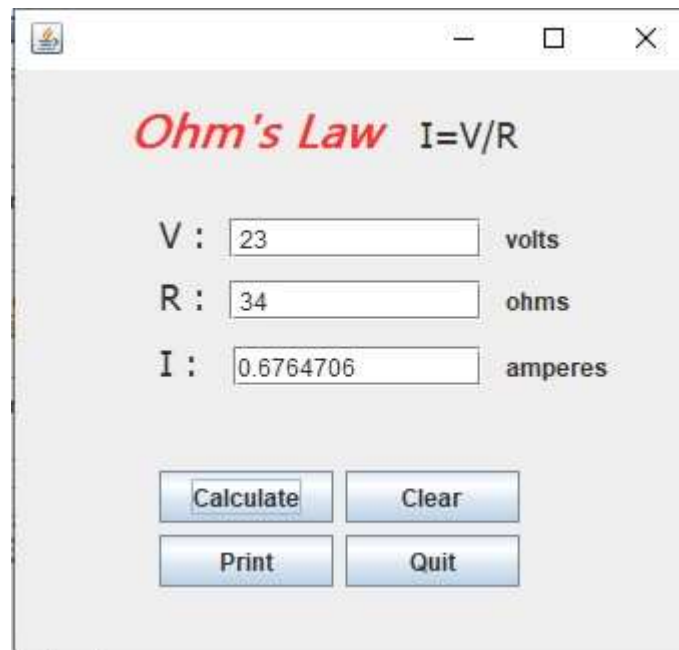 Ohm's Law I=V/R
V : 23 volts
R : 34 ohms
I : 0.6764706 amperes
Calculate Clear
Print Quit